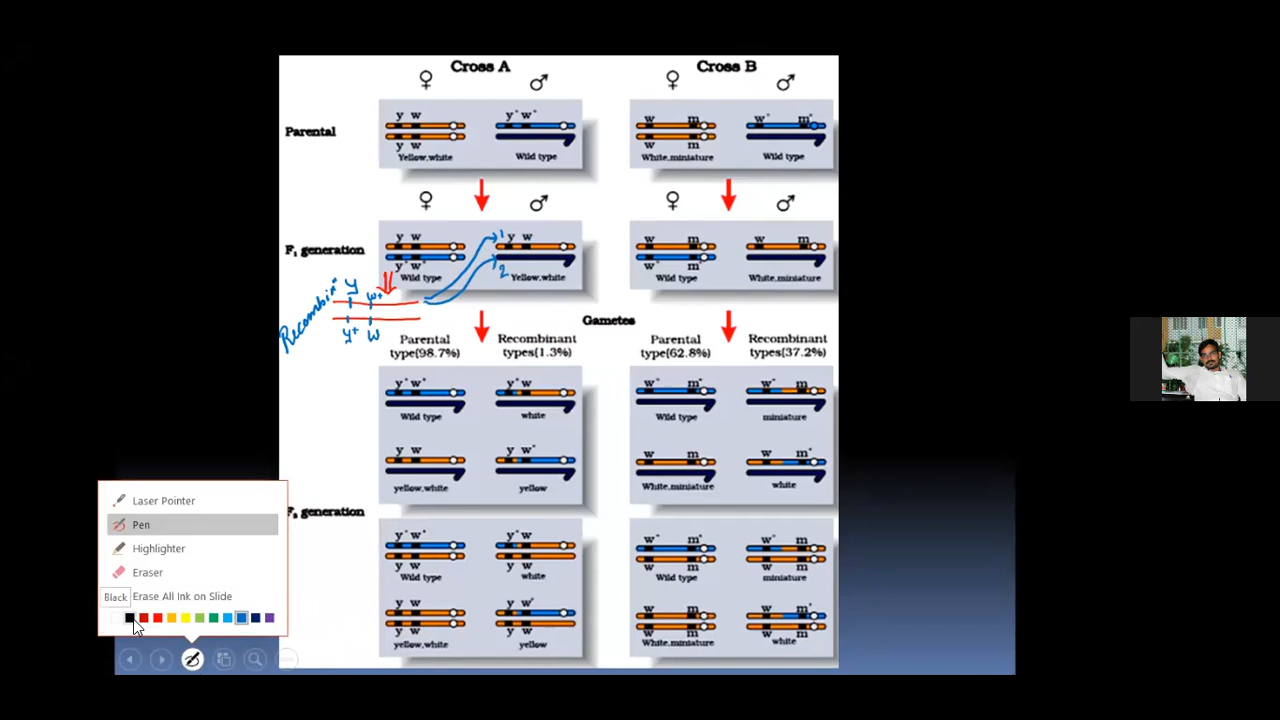 Cross A Cross B
♀ ♂ ♀ ♂
Parental
y w y⁺ w⁺ w m w⁺ m⁺
y w w m
Yellow,white Wild type White,miniature Wild type
♀ ♂ ♀ ♂
F₁ generation
y w 1 y w w m w m
y⁺ w⁺ 2 w⁺ m⁺
Wild type Yellow,white Wild type White,miniature
y w+
y+ w
Gametes
Parental type(98.7%) Recombinant types(1.3%) Parental type(62.8%) Recombinant types(37.2%)
y⁺ w⁺ y⁺ w w⁺ m⁺ w⁺ m
Wild type white Wild type miniature
y w y w⁺ w m w m⁺
yellow,white yellow White,miniature white
generation
y⁺ w⁺ y⁺ w w⁺ m⁺ w⁺ m
y w y w w m w m
Wild type white Wild type miniature
y w y w⁺ w m w m⁺
y w y w w m w m
yellow,white yellow White,miniature white
Laser Pointer
Pen
Highlighter
Eraser
Black Erase All Ink on Slide